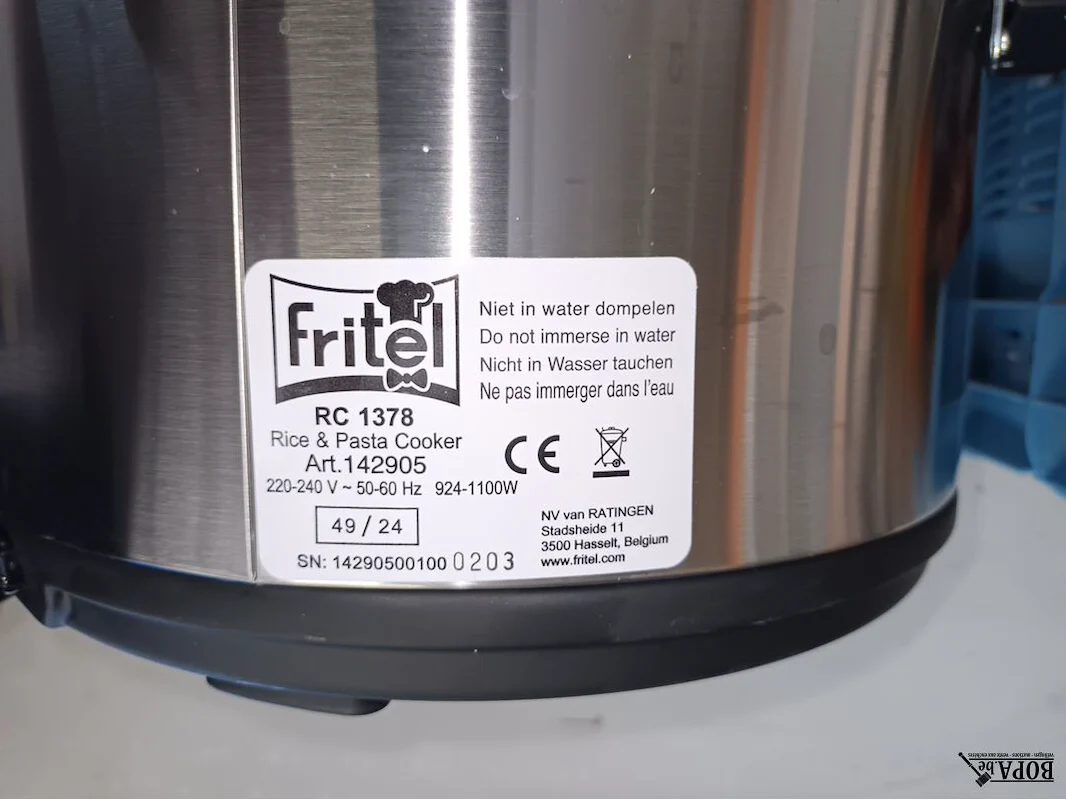 fritel
Niet in water dompelen
Do not immerse in water
Nicht in Wasser tauchen
Ne pas immerger dans l'eau
RC 1378
Rice & Pasta Cooker
Art.142905
220-240 V ~ 50-60 Hz 924-1100W
CE
49 / 24
SN: 14290500100 0203
NV van RATINGEN
Stadsheide 11
3500 Hasselt, Belgium
www.fritel.com
BOPA.be